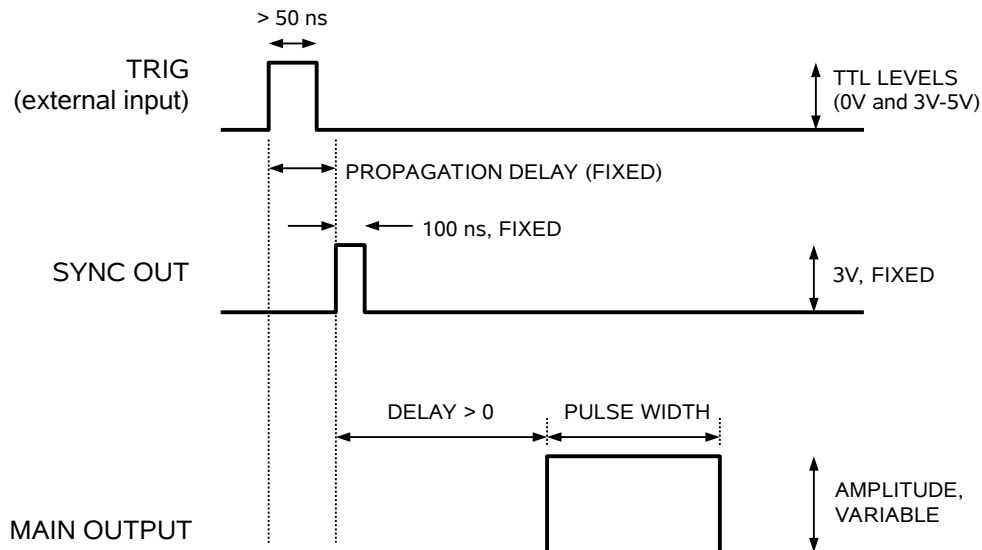 > 50 ns
TRIG
(external input)
TTL LEVELS
(0V and 3V-5V)
PROPAGATION DELAY (FIXED)
100 ns, FIXED
SYNC OUT
3V, FIXED
DELAY > 0
PULSE WIDTH
AMPLITUDE,
VARIABLE
MAIN OUTPUT